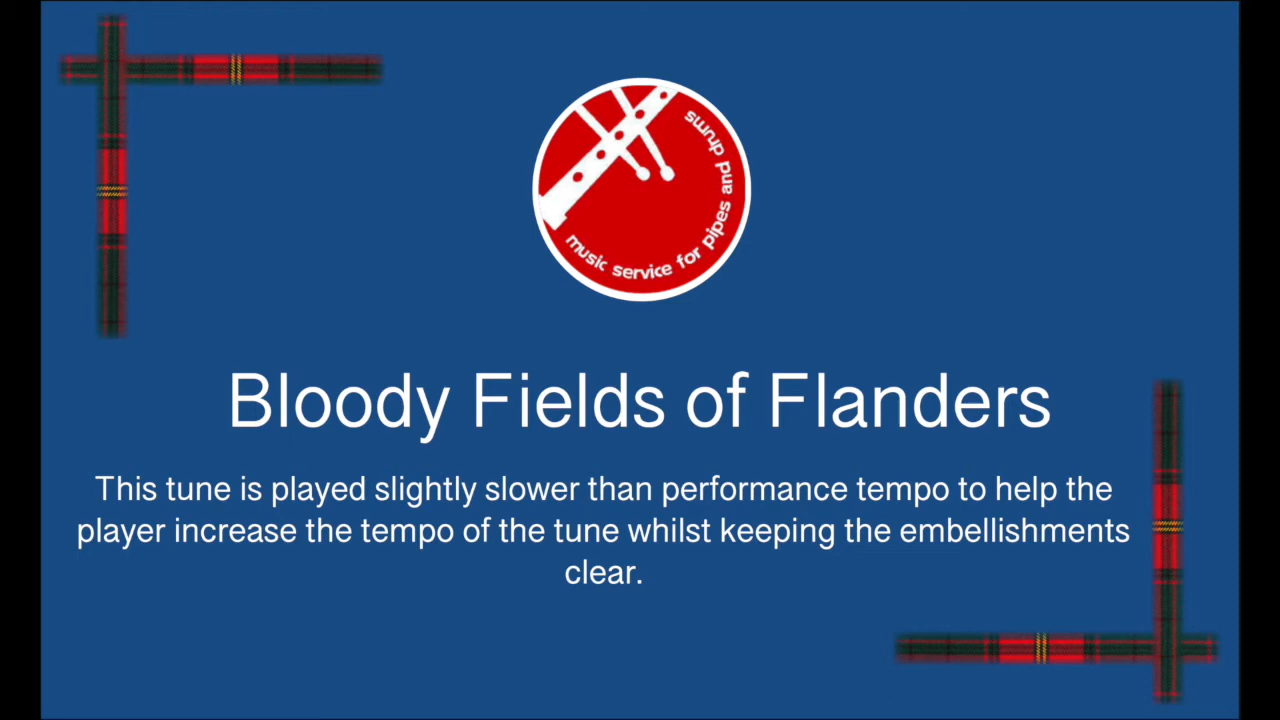 music service for pipes and drums
Bloody Fields of Flanders
This tune is played slightly slower than performance tempo to help the
player increase the tempo of the tune whilst keeping the embellishments
clear.